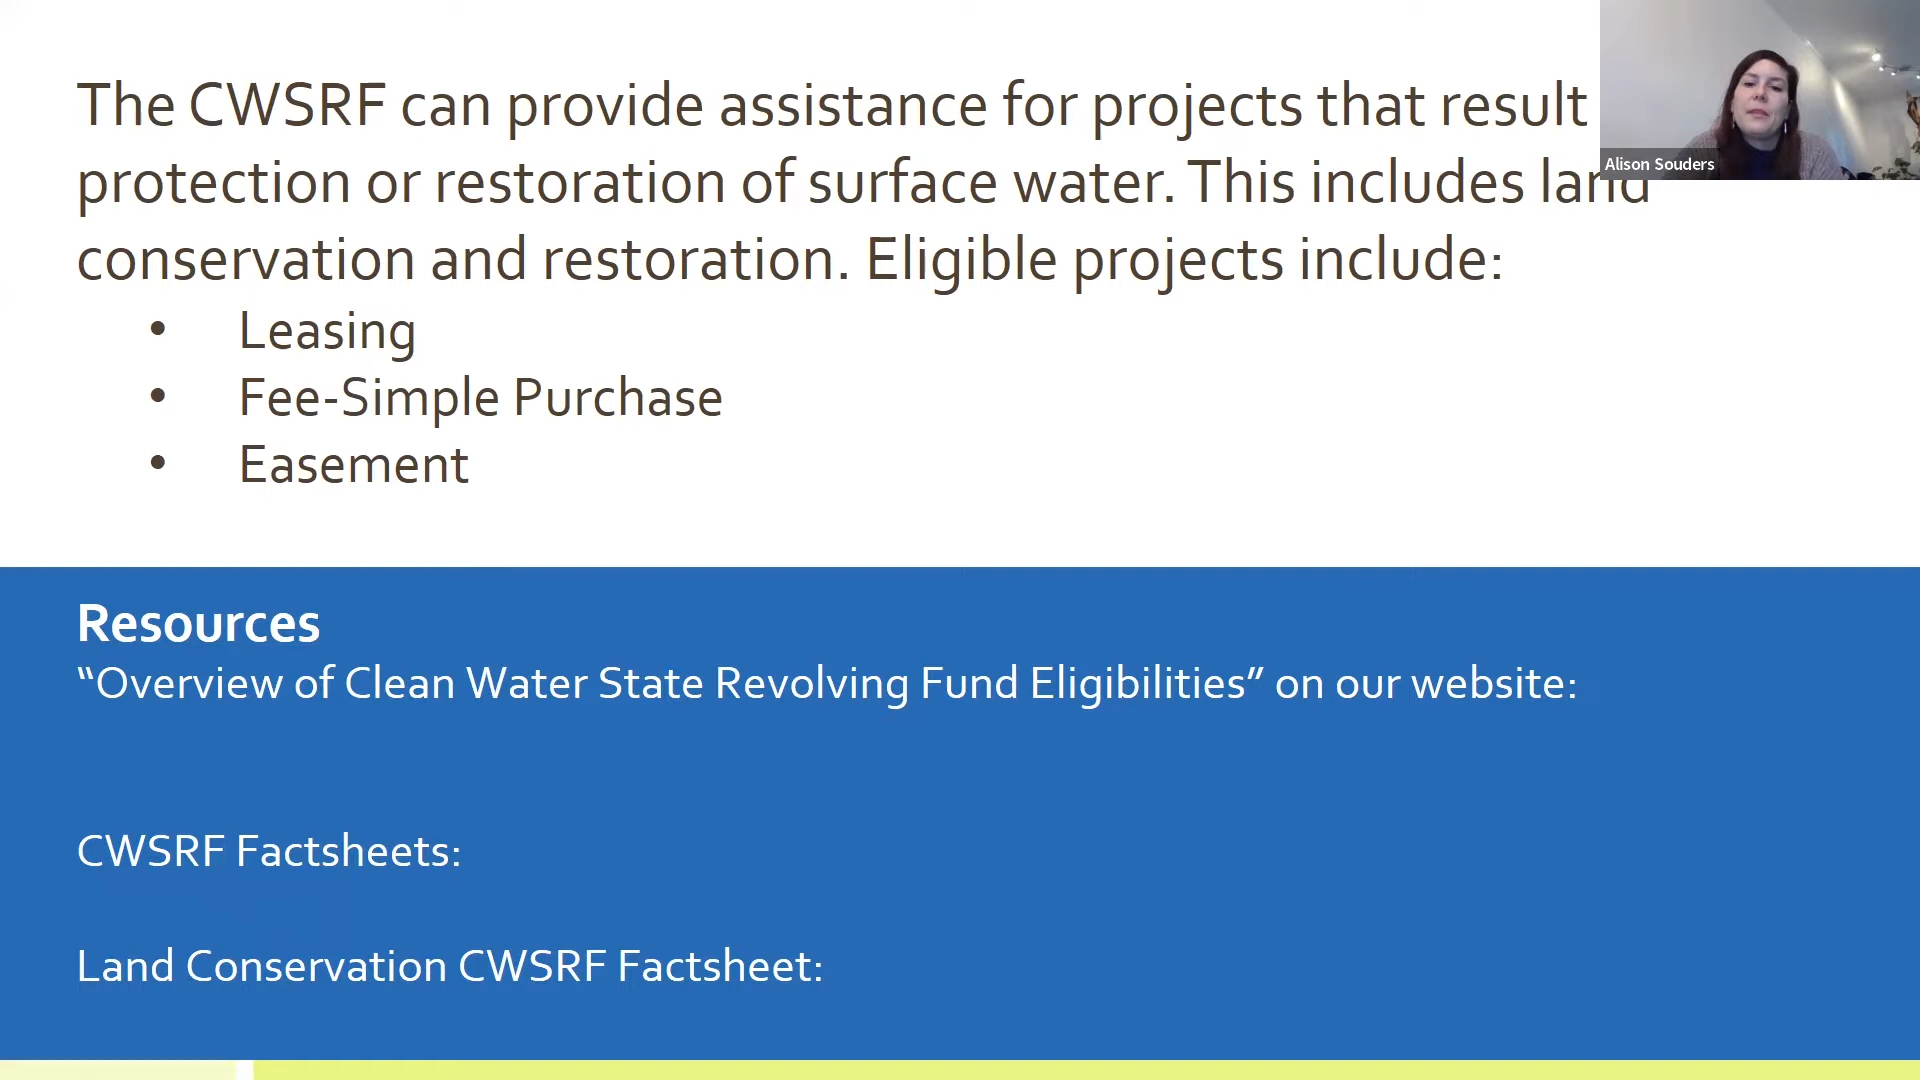 The CWSRF can provide assistance for projects that result
protection or restoration of surface water. This includes land
conservation and restoration. Eligible projects include:
• Leasing
• Fee-Simple Purchase
• Easement
Alison Souders
Resources
“Overview of Clean Water State Revolving Fund Eligibilities” on our website:
CWSRF Factsheets:
Land Conservation CWSRF Factsheet: